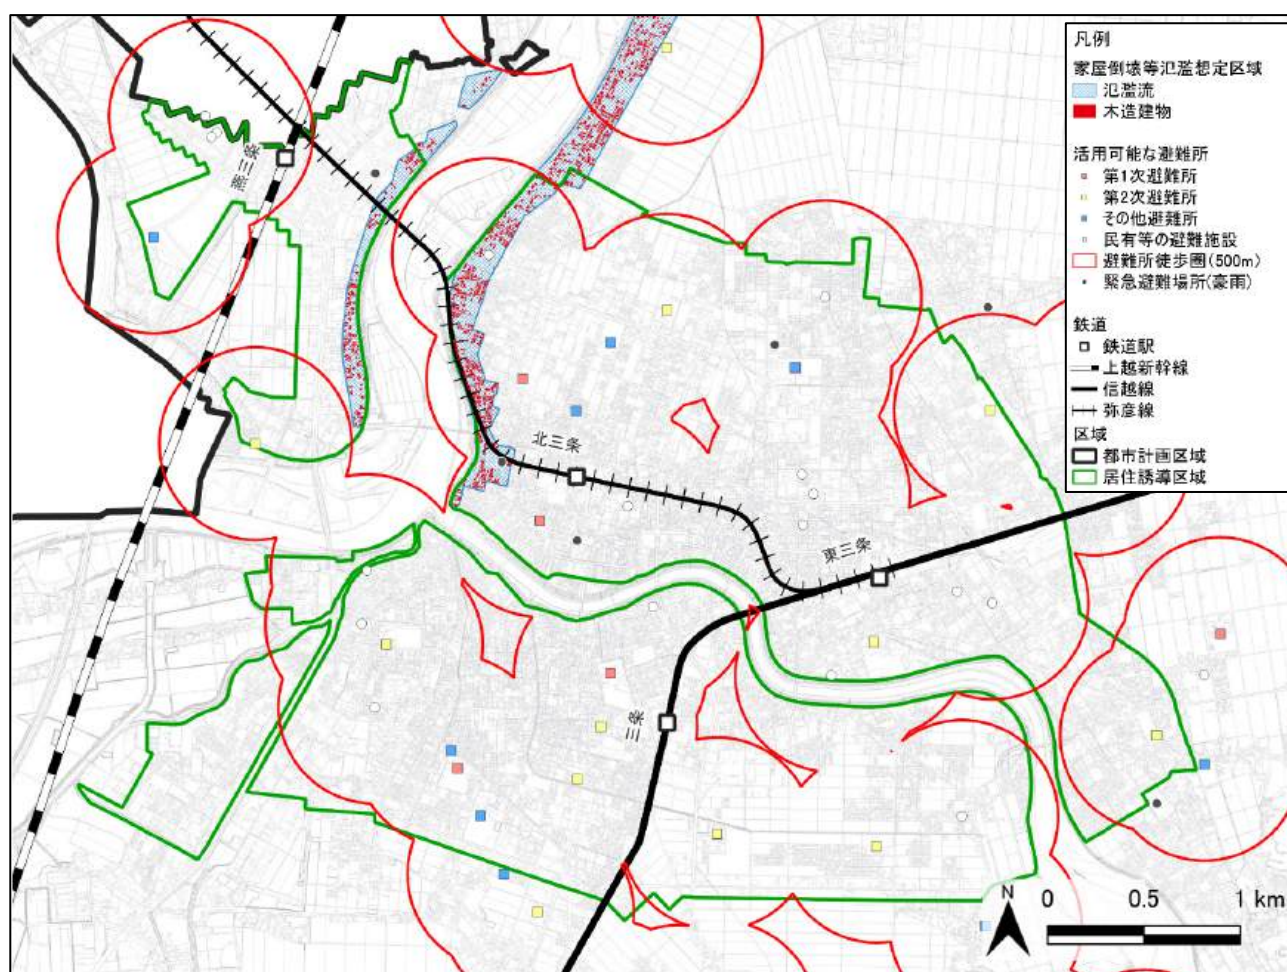 凡例
家屋倒壊等氾濫想定区域
氾濫流
木造建物
活用可能な避難所
第1次避難所
第2次避難所
その他避難所
民有等の避難施設
避難所徒歩圏(500m)
緊急避難場所(豪雨)
鉄道
鉄道駅
上越新幹線
信越線
弥彦線
区域
都市計画区域
居住誘導区域
燕三条
北三条
東三条
三条
N
0 0.5 1 km